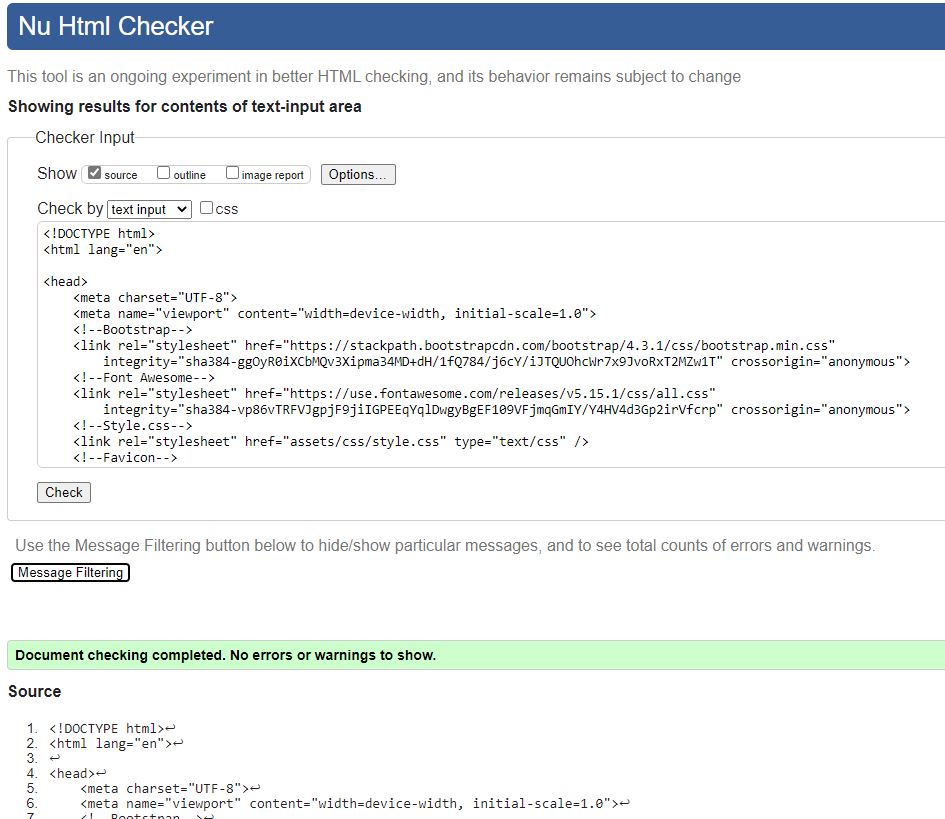 Nu Html Checker
This tool is an ongoing experiment in better HTML checking, and its behavior remains subject to change
Showing results for contents of text-input area
Checker Input
Show source outline image report Options...
Check by text input css
<!DOCTYPE html>
<html lang="en">
<head>
<meta charset="UTF-8">
<meta name="viewport" content="width=device-width, initial-scale=1.0">
<!--Bootstrap-->
<link rel="stylesheet" href="https://stackpath.bootstrapcdn.com/bootstrap/4.3.1/css/bootstrap.min.css"
integrity="sha384-ggOyR0iXCbMQv3Xipma34MD+dH/1fQ784/j6cY/iJTQUOhcWr7x9JvoRxT2MZw1T" crossorigin="anonymous">
<!--Font Awesome-->
<link rel="stylesheet" href="https://use.fontawesome.com/releases/v5.15.1/css/all.css"
integrity="sha384-vp86vTRFVJgpjF9jiIGPEEqYqlDwgyBgEF109VFjmqGmIY/Y4HV4d3Gp2irVfcrp" crossorigin="anonymous">
<!--Style.css-->
<link rel="stylesheet" href="assets/css/style.css" type="text/css" />
<!--Favicon-->
Check
Use the Message Filtering button below to hide/show particular messages, and to see total counts of errors and warnings.
Message Filtering
Document checking completed. No errors or warnings to show.
Source
1. <!DOCTYPE html>↩
2. <html lang="en">↩
3. ↩
4. <head>↩
5. <meta charset="UTF-8">↩
6. <meta name="viewport" content="width=device-width, initial-scale=1.0">↩
7. <!--Bootstrap-->↩